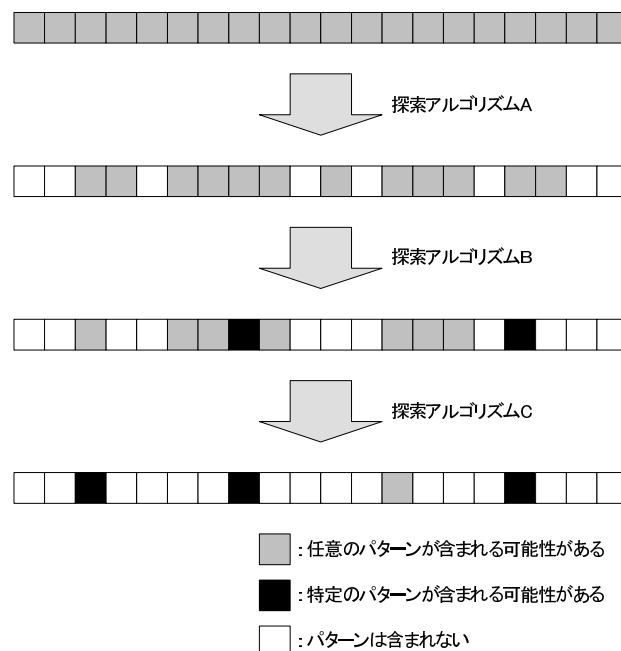 探索アルゴリズムA
探索アルゴリズムB
探索アルゴリズムC
：任意のパターンが含まれる可能性がある
：特定のパターンが含まれる可能性がある
：パターンは含まれない